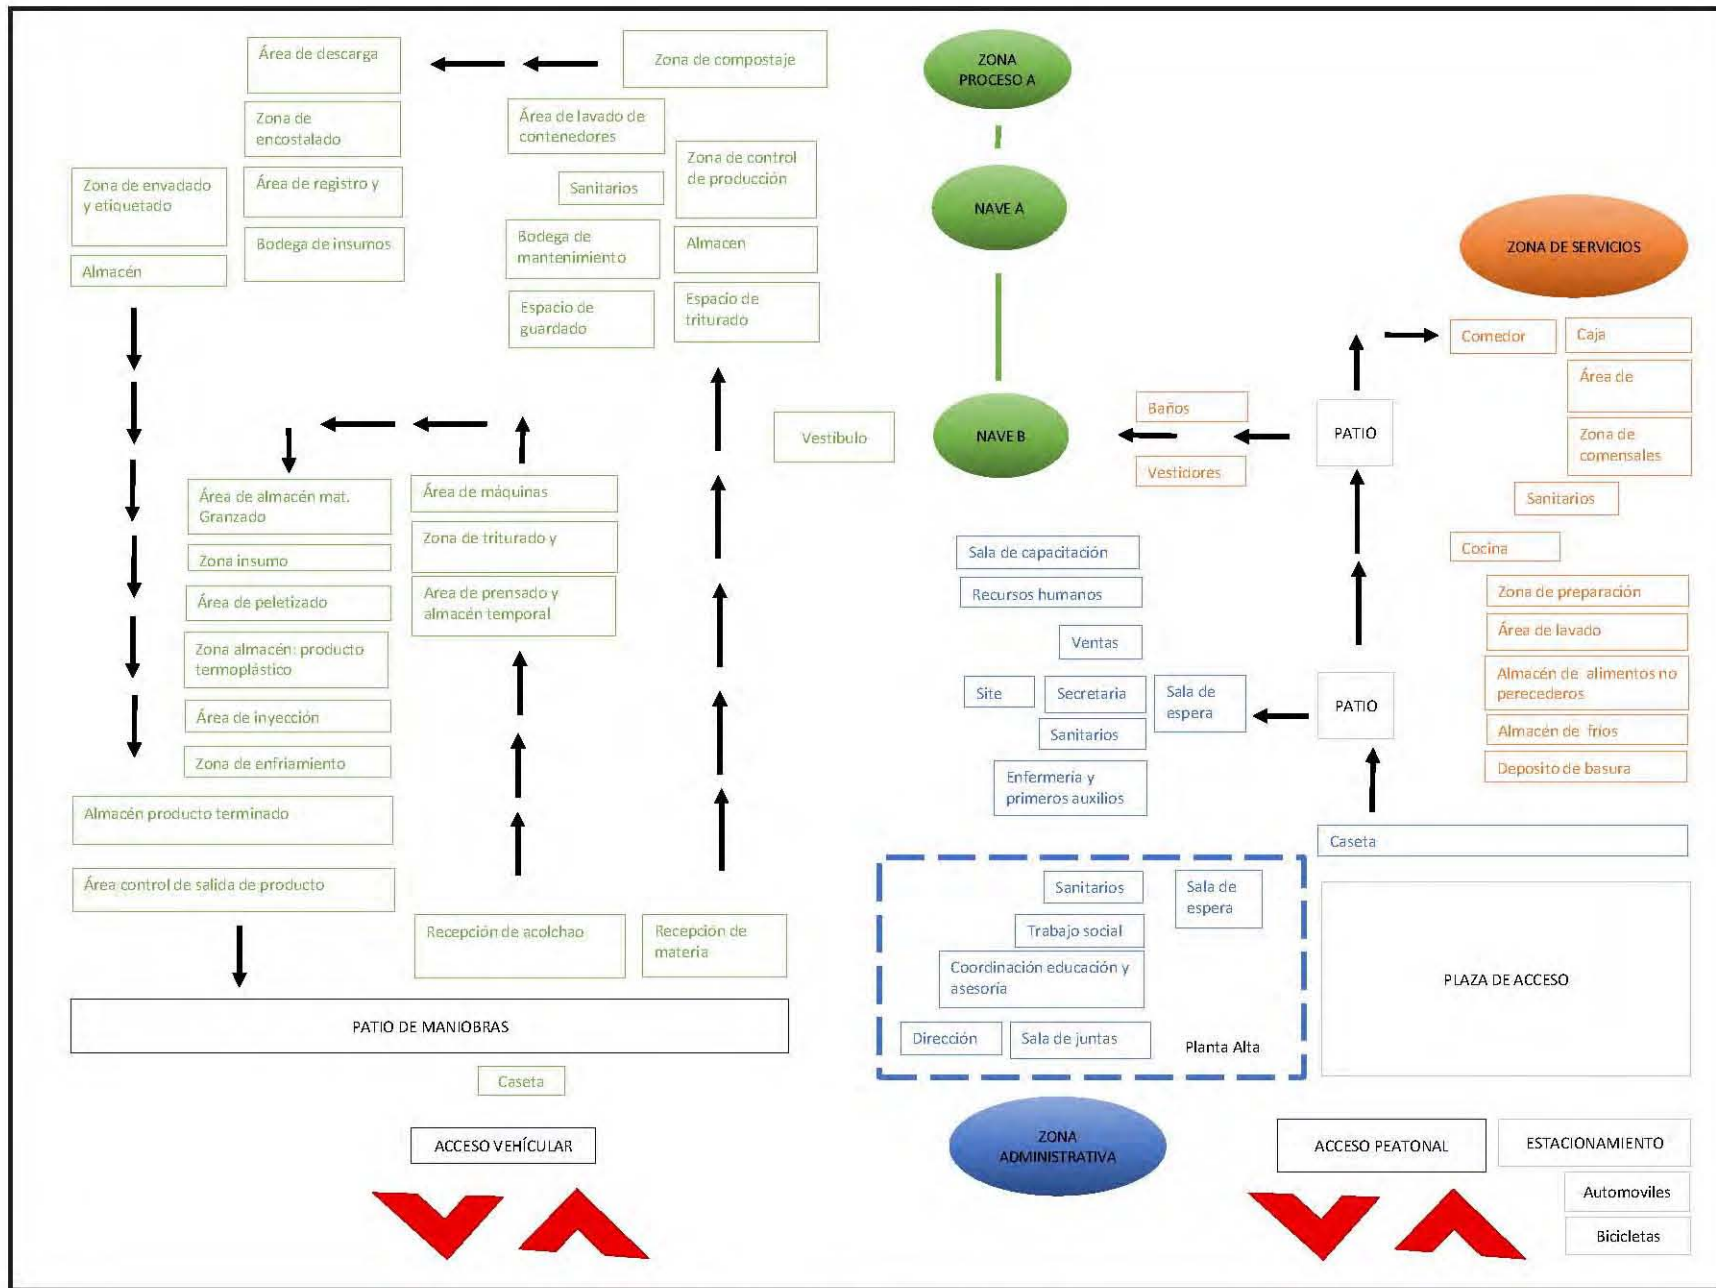 Área de descarga
Zona de compostaje
ZONA
PROCESO A
Zona de
encostalado
Área de lavado de
contenedores
Zona de control
de producción
Zona de envadado
y etiquetado
Área de registro y
Sanitarios
NAVE A
Bodega de insumos
Bodega de
mantenimiento
Almacen
Almacén
Espacio de
guardado
Espacio de
triturado
ZONA DE SERVICIOS
Comedor
Caja
Área de
Zona de
comensales
Sanitarios
Cocina
Zona de preparación
Área de lavado
Almacén de alimentos no
perecederos
Almacén de frios
Deposito de basura
Vestibulo
NAVE B
Baños
Vestidores
PATIO
Área de almacén mat.
Granzado
Zona insumo
Área de peletizado
Zona almacén: producto
termoplástico
Área de inyección
Zona de enfriamiento
Área de máquinas
Zona de triturado y
Area de prensado y
almacén temporal
Almacén producto terminado
Área control de salida de producto
Recepción de acolchao
Recepción de
materia
PATIO DE MANIOBRAS
Caseta
ACCESO VEHÍCULAR
Sala de capacitación
Recursos humanos
Ventas
Site
Secretaria
Sala de
espera
Sanitarios
Enfermería y
primeros auxilios
PATIO
Caseta
Sanitarios
Sala de
espera
Trabajo social
Coordinación educación y
asesoría
Dirección
Sala de juntas
Planta Alta
PLAZA DE ACCESO
ZONA
ADMINISTRATIVA
ACCESO PEATONAL
ESTACIONAMIENTO
Automoviles
Bicicletas